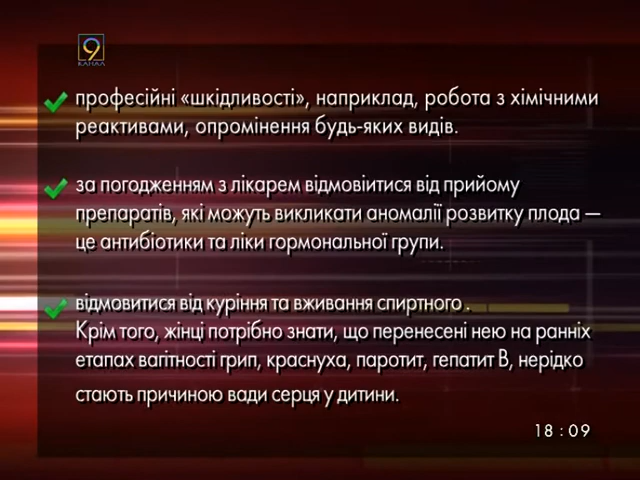 9
КАНАЛ
професійні «шкідливості», наприклад, робота з хімічними
реактивами, опромінення будь-яких видів.
за погодженням з лікарем відмовіитися від прийому
препаратів, які можуть викликати аномалії розвитку плода —
це антибіотики та ліки гормональної групи.
відмовитися від куріння та вживання спиртного .
Крім того, жінці потрібно знати, що перенесені нею на ранніх
етапах вагітності грип, краснуха, паротит, гепатит В, нерідко
стають причиною вади серця у дитини.
18 : 09